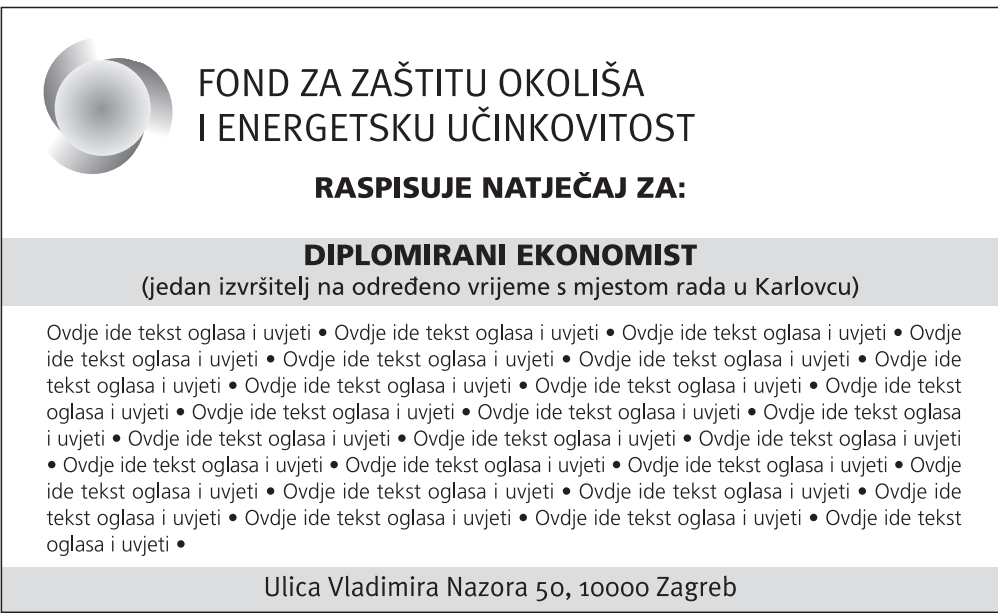 FOND ZA ZAŠTITU OKOLIŠA
I ENERGETSKU UČINKOVITOST
RASPISUJE NATJEČAJ ZA:
DIPLOMIRANI EKONOMIST
(jedan izvršitelj na određeno vrijeme s mjestom rada u Karlovcu)
Ovdje ide tekst oglasa i uvjeti • Ovdje ide tekst oglasa i uvjeti • Ovdje ide tekst oglasa i uvjeti • Ovdje
ide tekst oglasa i uvjeti • Ovdje ide tekst oglasa i uvjeti • Ovdje ide tekst oglasa i uvjeti • Ovdje ide
tekst oglasa i uvjeti • Ovdje ide tekst oglasa i uvjeti • Ovdje ide tekst oglasa i uvjeti • Ovdje ide tekst
oglasa i uvjeti • Ovdje ide tekst oglasa i uvjeti • Ovdje ide tekst oglasa i uvjeti • Ovdje ide tekst oglasa
i uvjeti • Ovdje ide tekst oglasa i uvjeti • Ovdje ide tekst oglasa i uvjeti • Ovdje ide tekst oglasa i uvjeti
• Ovdje ide tekst oglasa i uvjeti • Ovdje ide tekst oglasa i uvjeti • Ovdje ide tekst oglasa i uvjeti • Ovdje
ide tekst oglasa i uvjeti • Ovdje ide tekst oglasa i uvjeti • Ovdje ide tekst oglasa i uvjeti • Ovdje ide
tekst oglasa i uvjeti • Ovdje ide tekst oglasa i uvjeti • Ovdje ide tekst oglasa i uvjeti • Ovdje ide tekst
oglasa i uvjeti •
Ulica Vladimira Nazora 50, 10000 Zagreb